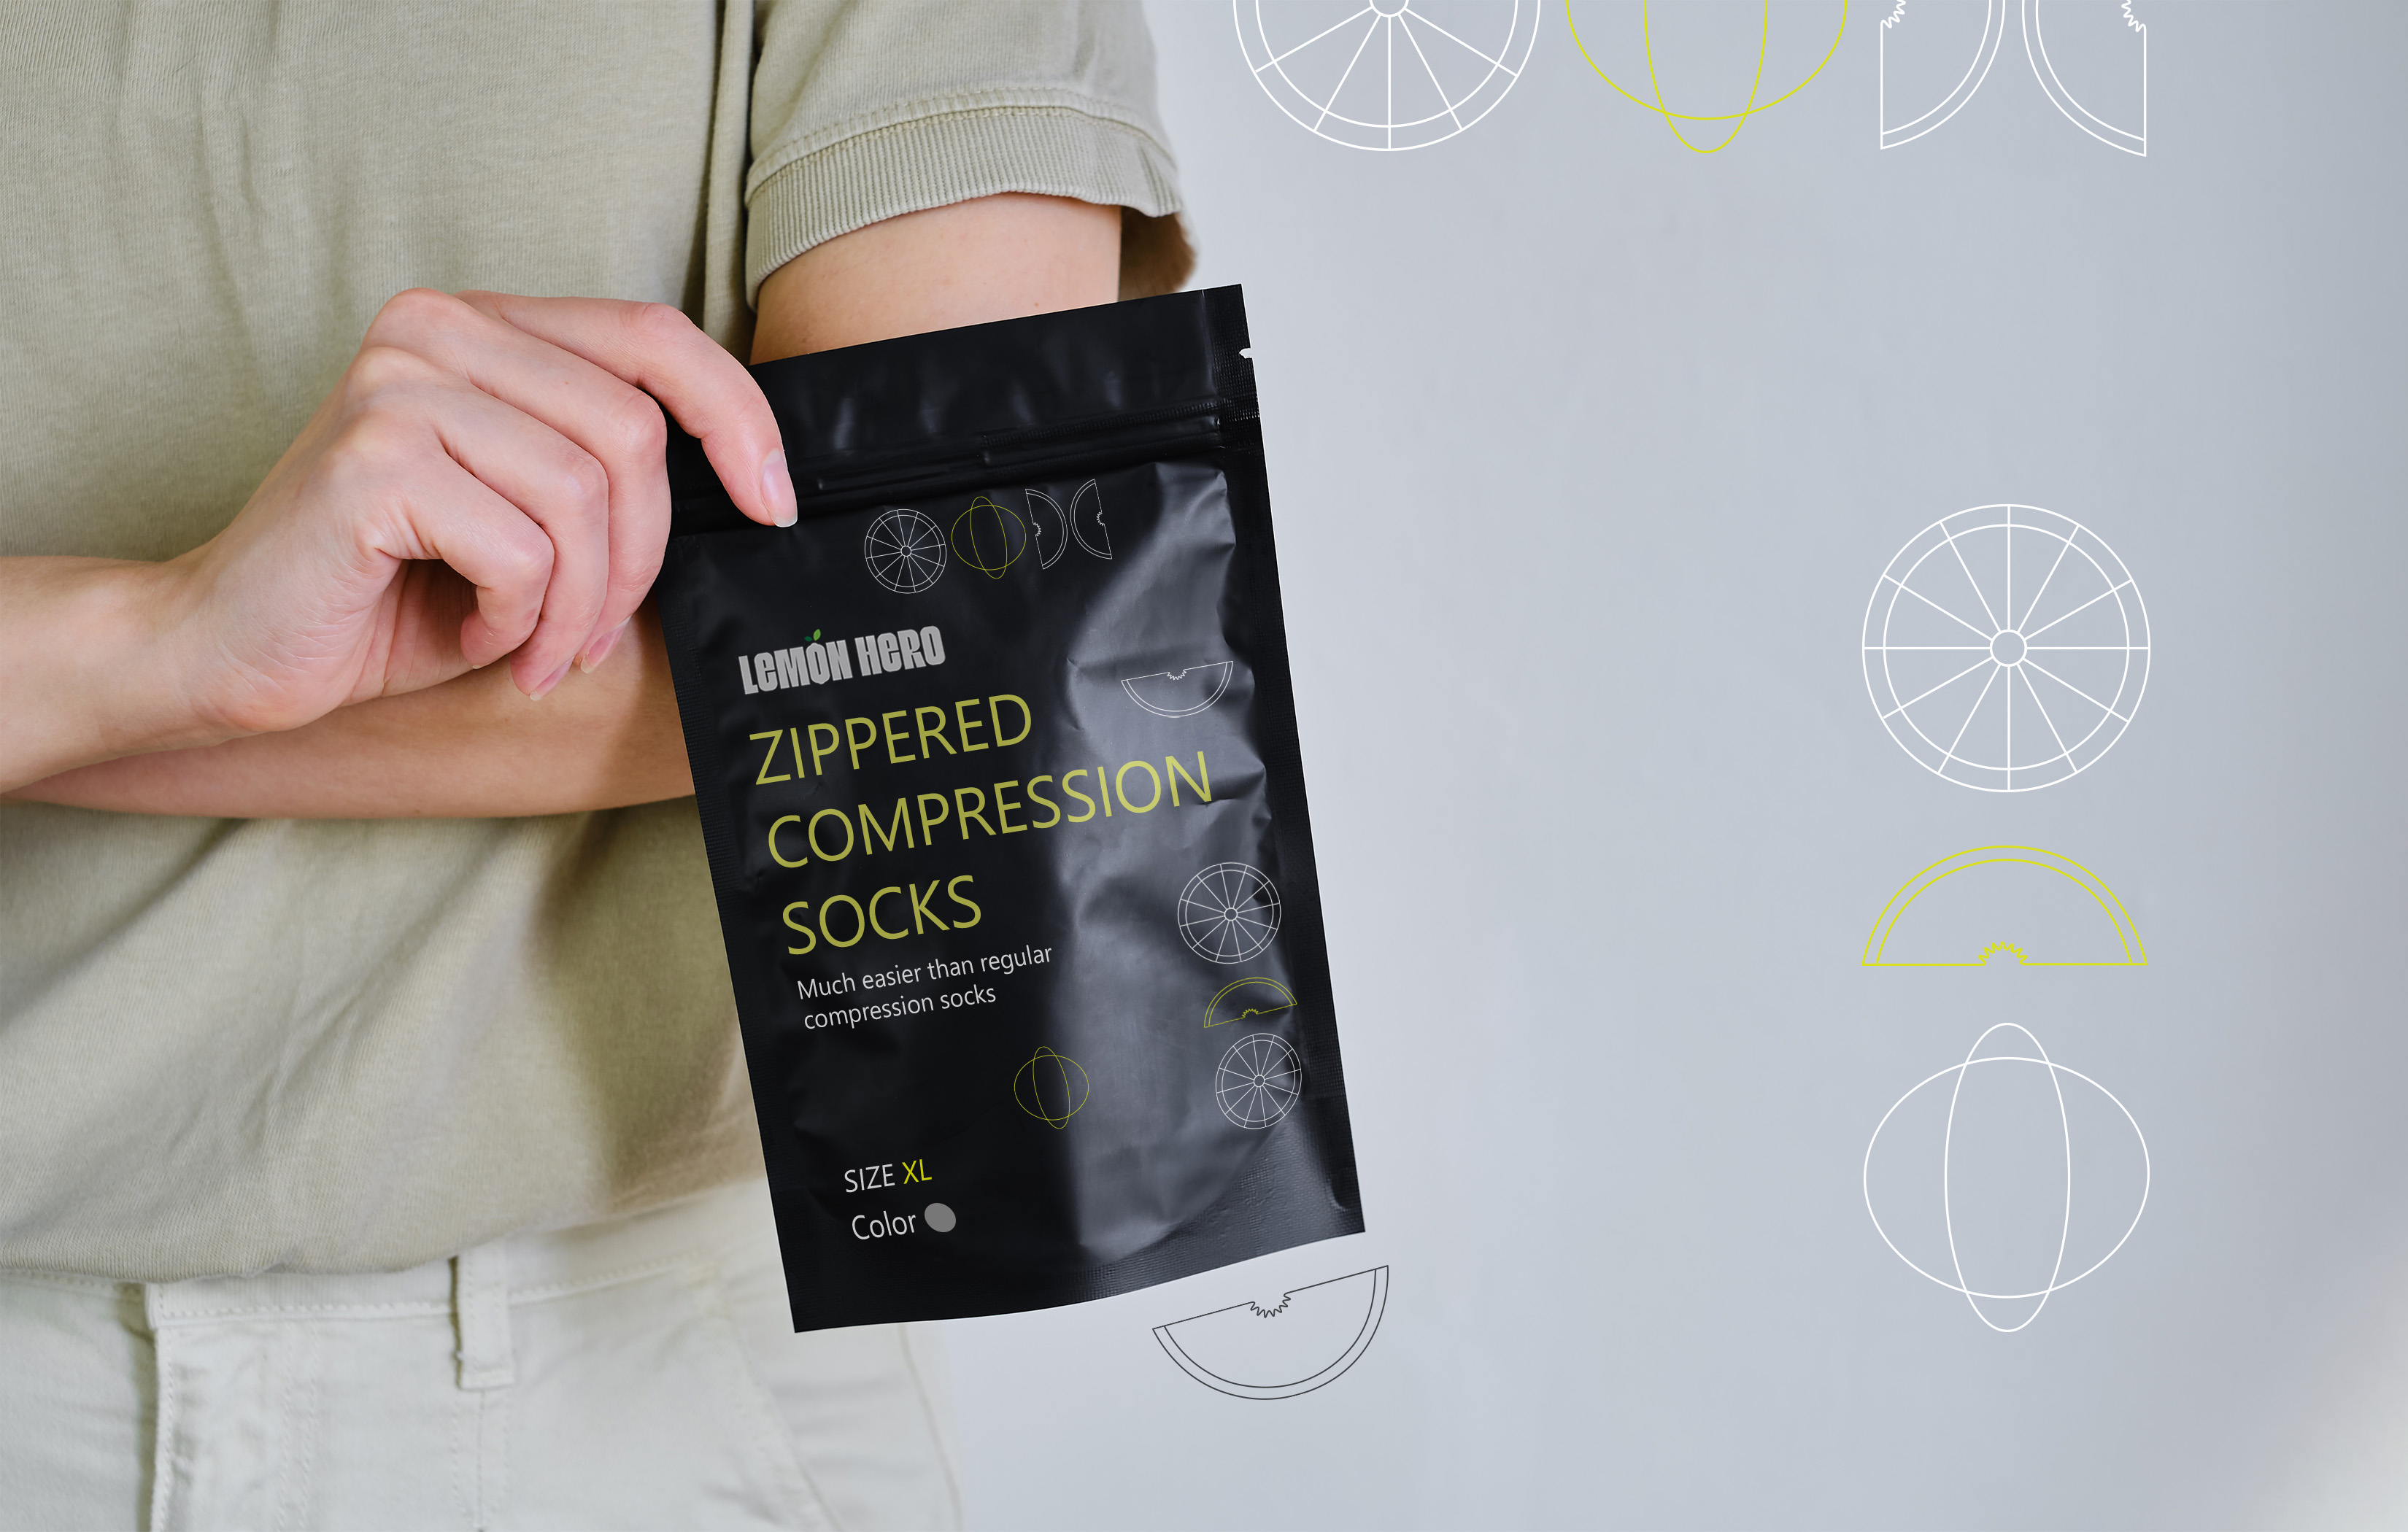 LEMON HERO
ZIPPERED
COMPRESSION
SOCKS
Much easier than regular
compression socks
SIZE XL
Color